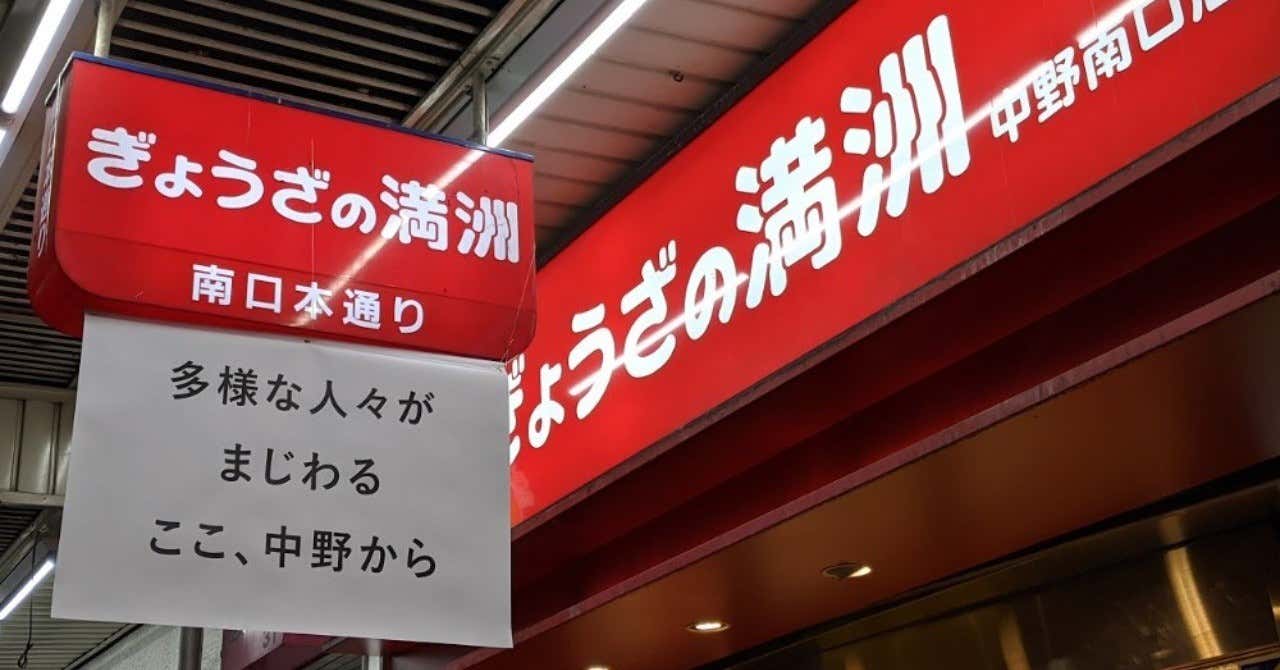 ぎょうざの満洲
南口本通り
多様な人々が
まじわる
ここ、中野から
ぎょうざの満洲 中野南口店